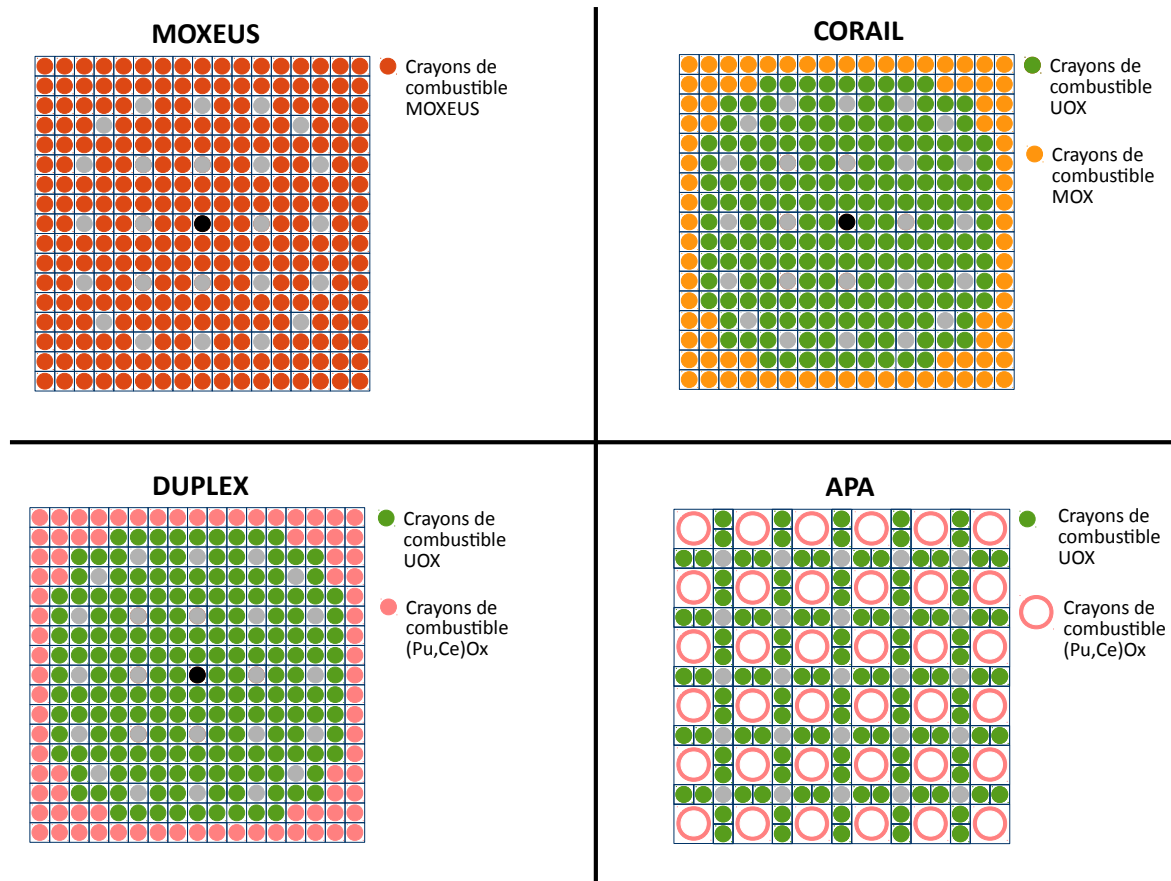 MOXEUS
Crayons de
combustible
MOXEUS
CORAIL
Crayons de
combustible
UOX
Crayons de
combustible
MOX
DUPLEX
Crayons de
combustible
UOX
Crayons de
combustible
(Pu,Ce)Ox
APA
Crayons de
combustible
UOX
Crayons de
combustible
(Pu,Ce)Ox